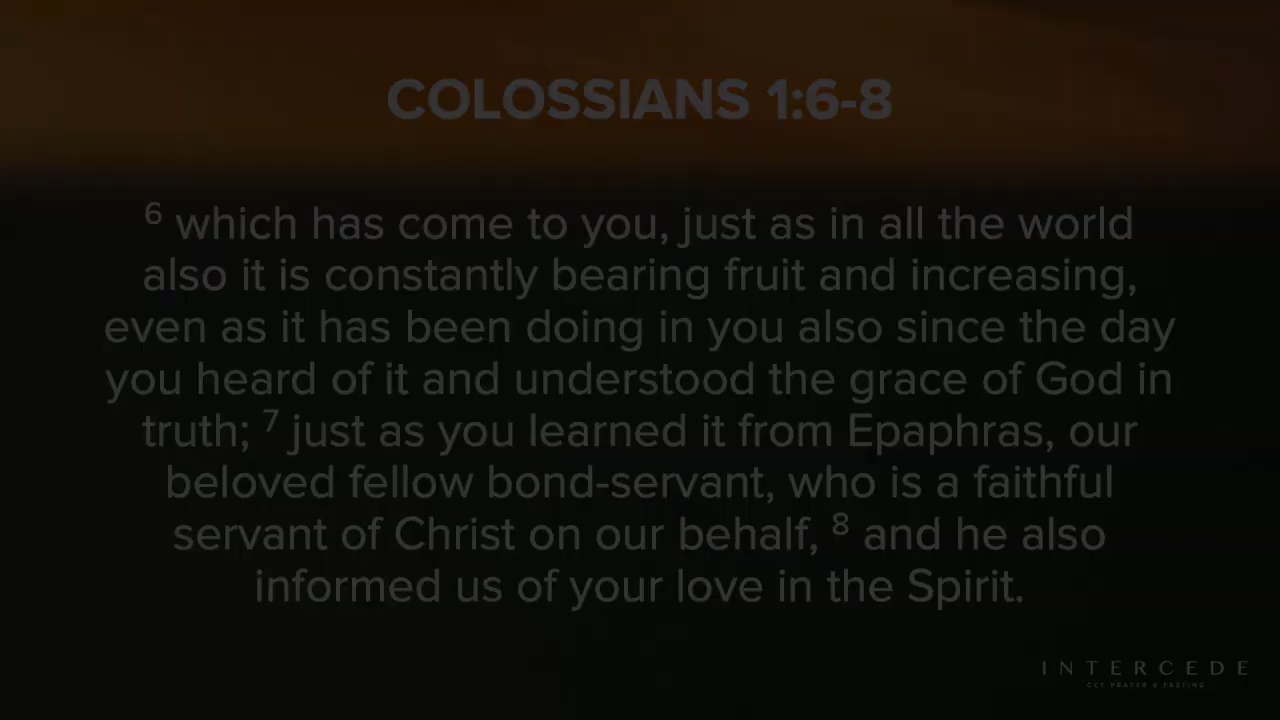 COLOSSIANS 1:6-8
6 which has come to you, just as in all the world
also it is constantly bearing fruit and increasing,
even as it has been doing in you also since the day
you heard of it and understood the grace of God in
truth; 7 just as you learned it from Epaphras, our
beloved fellow bond-servant, who is a faithful
servant of Christ on our behalf, 8 and he also
informed us of your love in the Spirit.
INTERCEDE
CCF PRAYER & FASTING